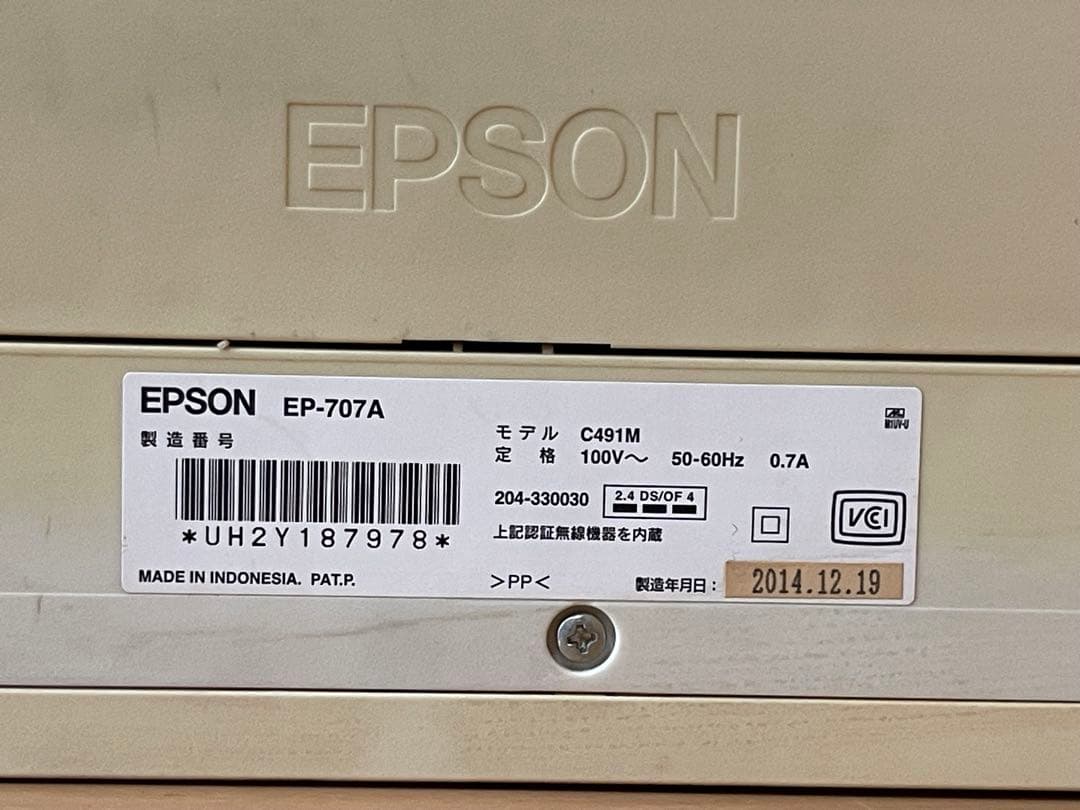 EPSON
EPSON EP-707A
製造番号
*UH2Y187978*
MADE IN INDONESIA. PAT.P.
モデル C491M
定格 100V～ 50-60Hz 0.7A
204-330030 2.4 DS/OF 4
上記認証無線機器を内蔵
VCI
>PP<
製造年月日： 2014.12.19